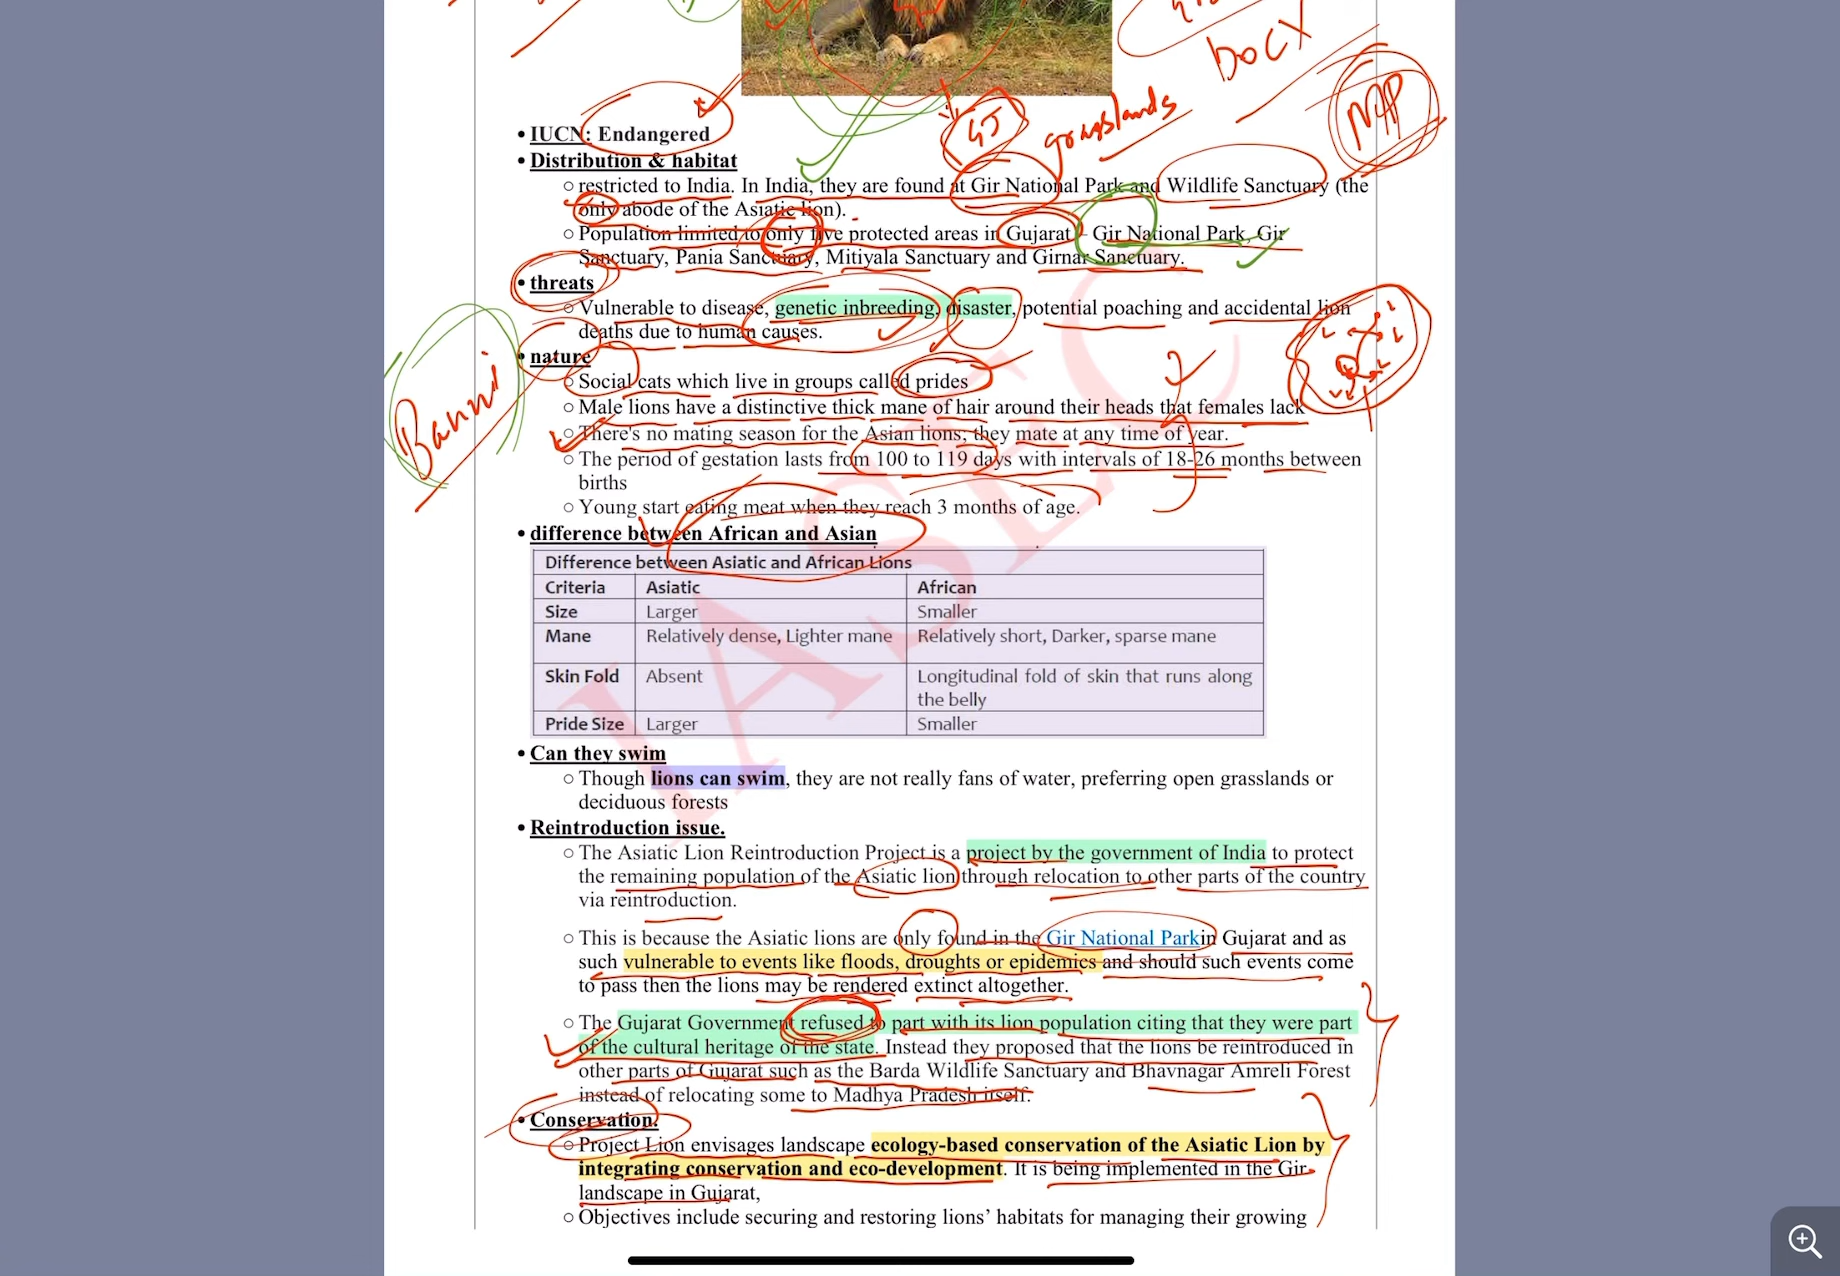 DOCX
MP
GJ
grasslands
• IUCN: Endangered
• Distribution & habitat
○ restricted to India. In India, they are found at Gir National Park and Wildlife Sanctuary (the
only abode of the Asiatic lion).
○ Population limited to only five protected areas in Gujarat - Gir National Park, Gir
Sanctuary, Pania Sanctuary, Mitiyala Sanctuary and Girnar Sanctuary.
• threats
○ Vulnerable to disease, genetic inbreeding, disaster, potential poaching and accidental lion
deaths due to human causes.
Banni
• nature
○ Social cats which live in groups called prides
○ Male lions have a distinctive thick mane of hair around their heads that females lack
○ There's no mating season for the Asian lions; they mate at any time of year.
○ The period of gestation lasts from 100 to 119 days with intervals of 18-26 months between
births
○ Young start eating meat when they reach 3 months of age.
• difference between African and Asian
Difference between Asiatic and African Lions
Criteria Asiatic African
Size Larger Smaller
Mane Relatively dense, Lighter mane Relatively short, Darker, sparse mane
Skin Fold Absent Longitudinal fold of skin that runs along
the belly
Pride Size Larger Smaller
• Can they swim
○ Though lions can swim, they are not really fans of water, preferring open grasslands or
deciduous forests
• Reintroduction issue.
○ The Asiatic Lion Reintroduction Project is a project by the government of India to protect
the remaining population of the Asiatic lion through relocation to other parts of the country
via reintroduction.
○ This is because the Asiatic lions are only found in the Gir National Parkin Gujarat and as
such vulnerable to events like floods, droughts or epidemics and should such events come
to pass then the lions may be rendered extinct altogether.
○ The Gujarat Government refused to part with its lion population citing that they were part
of the cultural heritage of the state. Instead they proposed that the lions be reintroduced in
other parts of Gujarat such as the Barda Wildlife Sanctuary and Bhavnagar Amreli Forest
instead of relocating some to Madhya Pradesh itself.
• Conservation.
○ Project Lion envisages landscape ecology-based conservation of the Asiatic Lion by
integrating conservation and eco-development. It is being implemented in the Gir
landscape in Gujarat,
○ Objectives include securing and restoring lions' habitats for managing their growing
IASEC